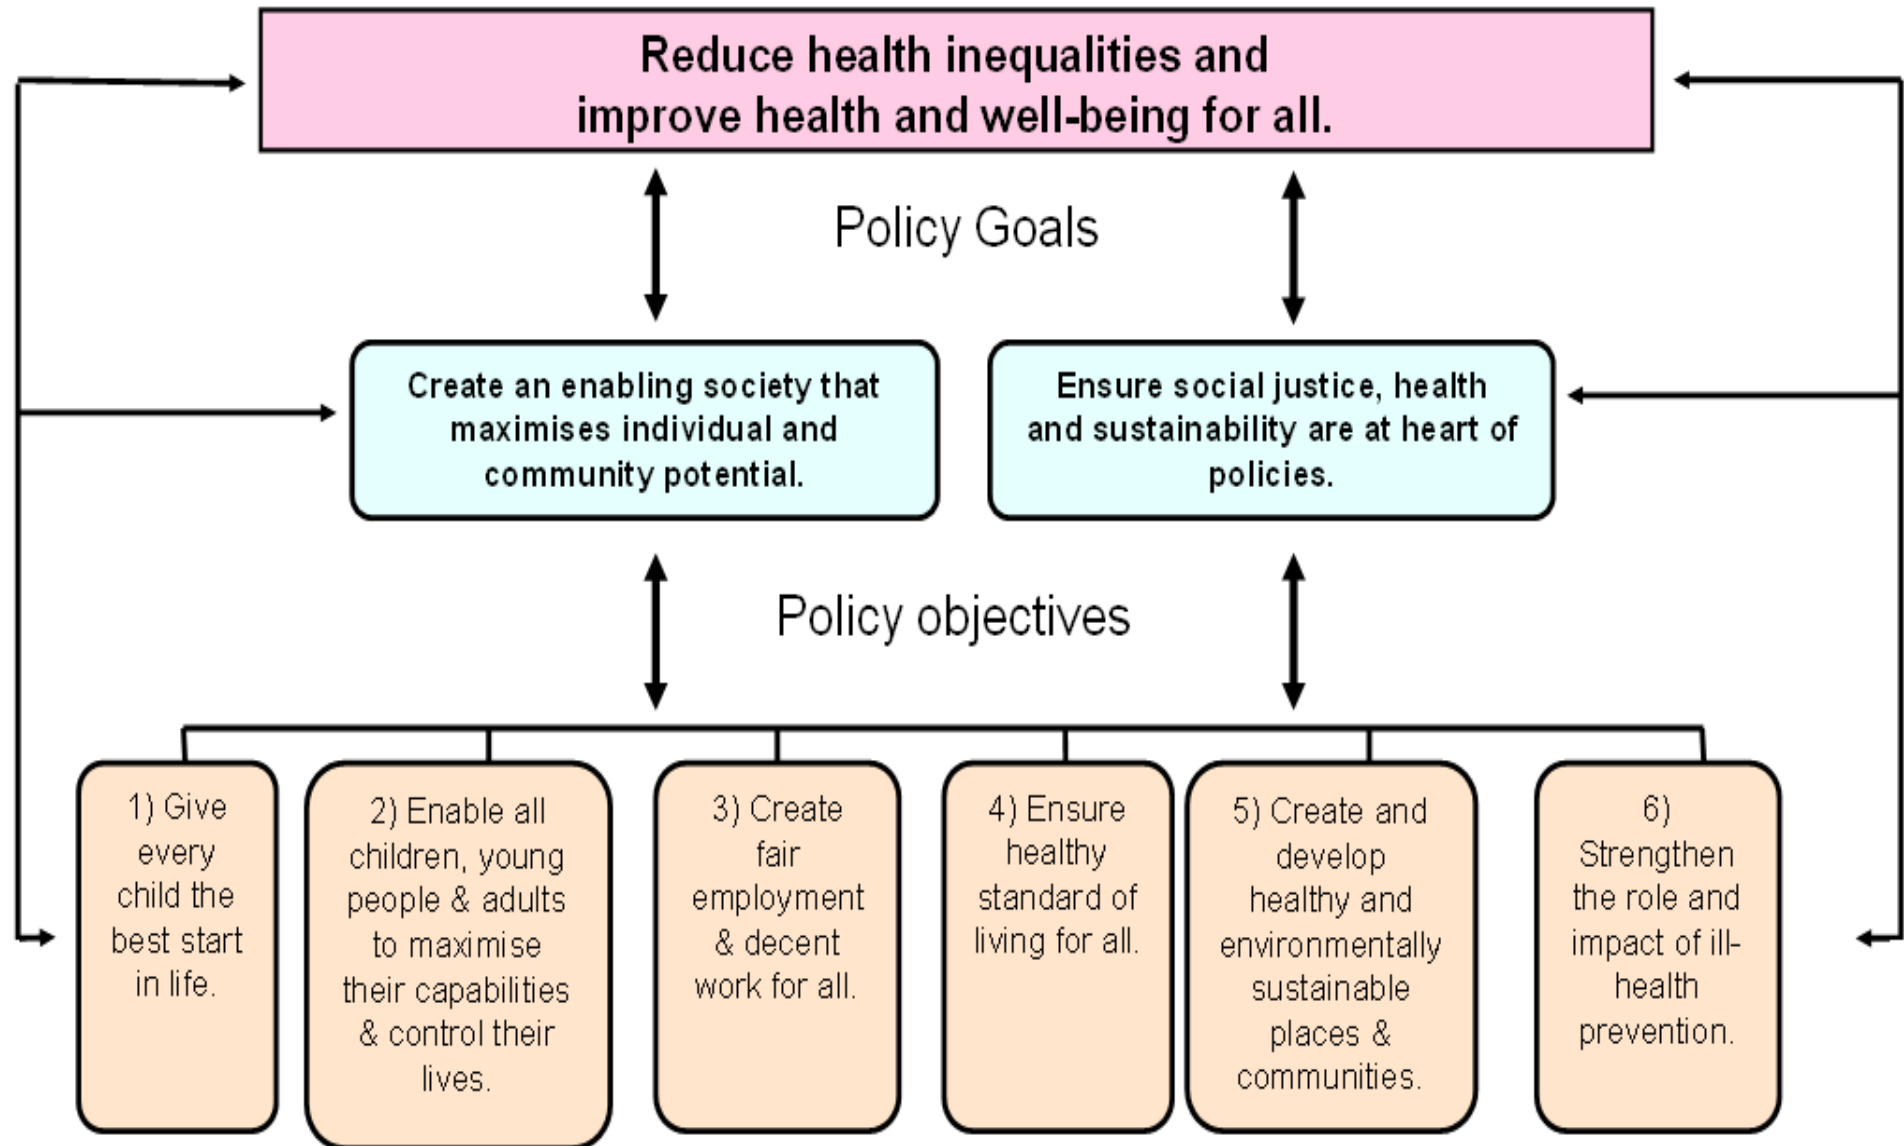 Reduce health inequalities and
improve health and well-being for all.
Policy Goals
Create an enabling society that
maximises individual and
community potential.
Ensure social justice, health
and sustainability are at heart of
policies.
Policy objectives
1) Give
every
child the
best start
in life.
2) Enable all
children, young
people & adults
to maximise
their capabilities
& control their
lives.
3) Create
fair
employment
& decent
work for all.
4) Ensure
healthy
standard of
living for all.
5) Create and
develop
healthy and
environmentally
sustainable
places &
communities.
6)
Strengthen
the role and
impact of ill-
health
prevention.